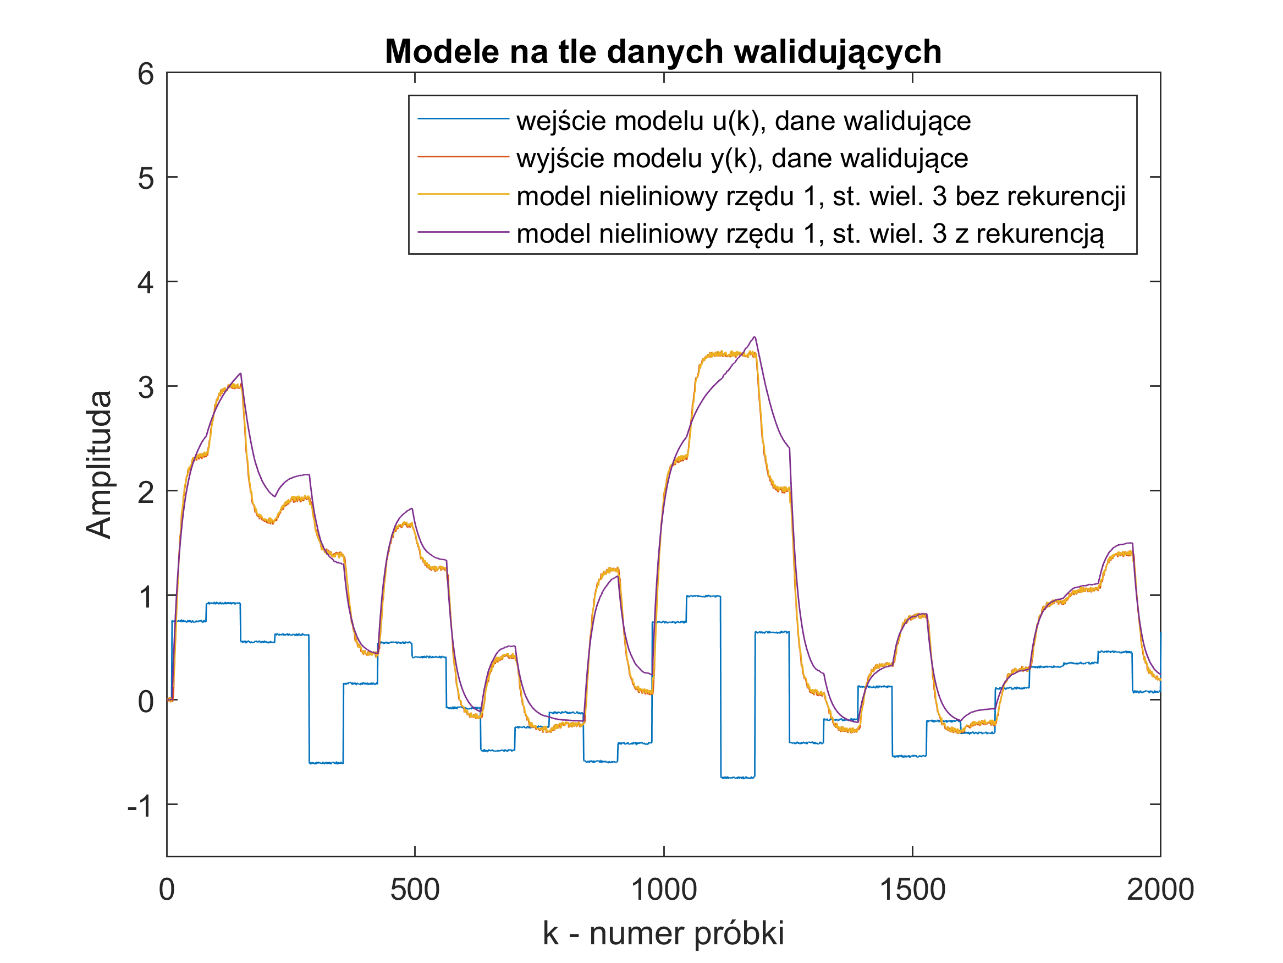 Modele na tle danych walidujących
6
wejście modelu u(k), dane walidujące
wyjście modelu y(k), dane walidujące
model nieliniowy rzędu 1, st. wiel. 3 bez rekurencji
model nieliniowy rzędu 1, st. wiel. 3 z rekurencją
5
4
3
2
1
0
-1
Amplituda
0 500 1000 1500 2000
k - numer próbki